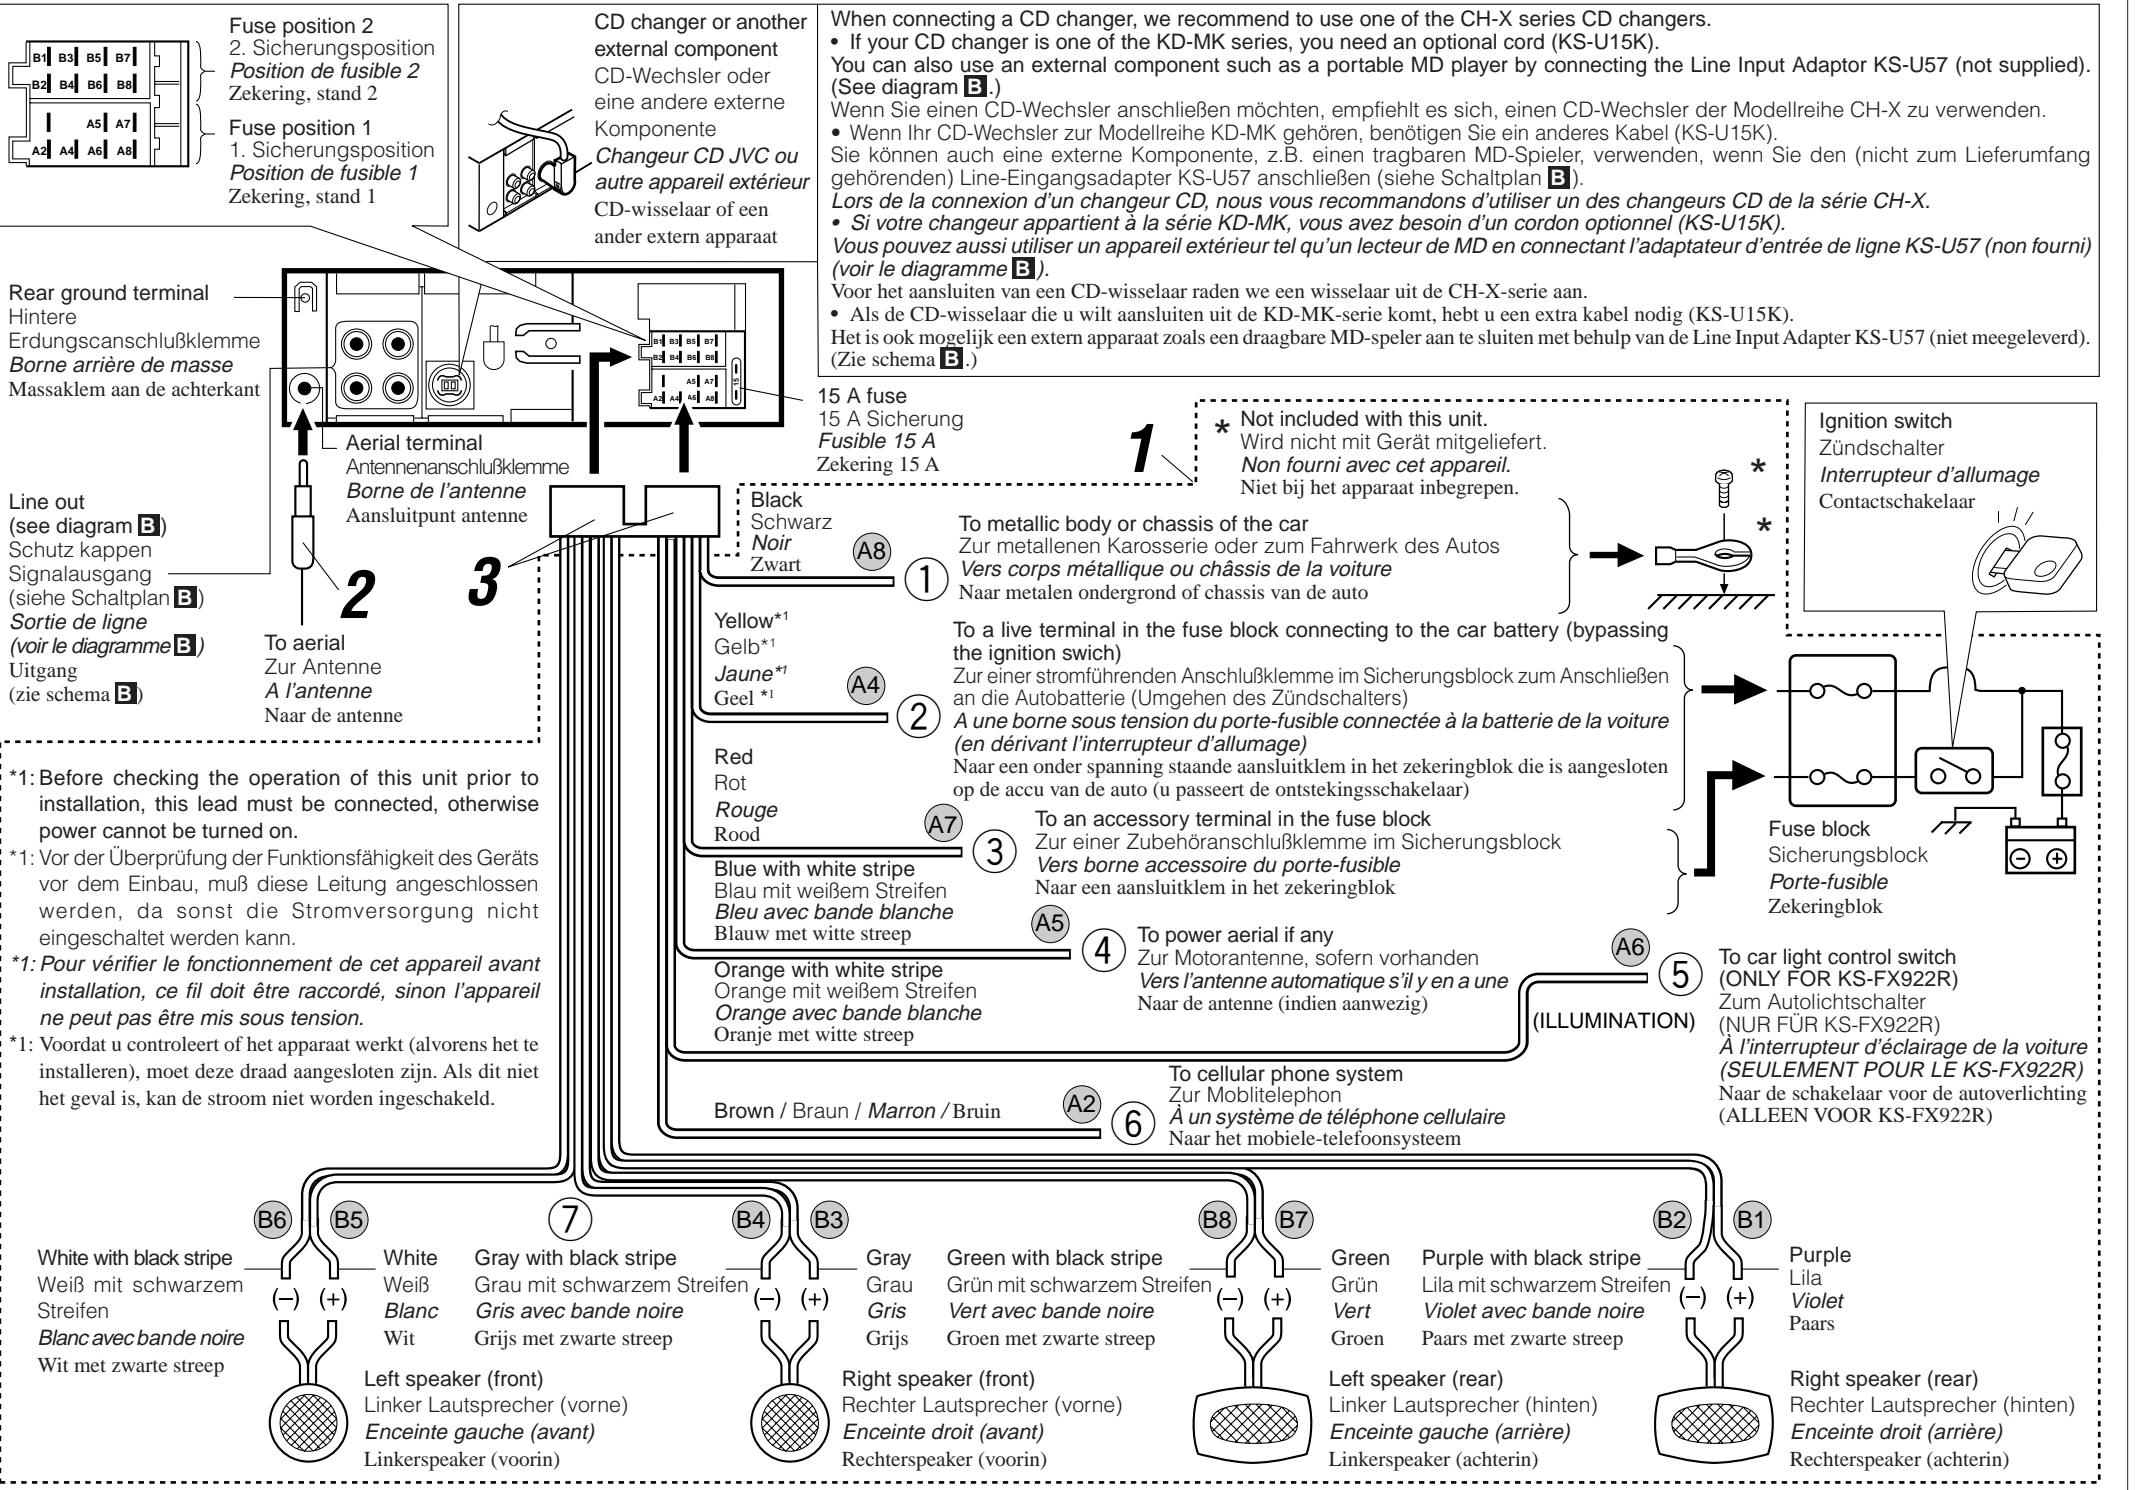 Fuse position 2
2. Sicherungsposition
Position de fusible 2
Zekering, stand 2
B1 B3 B5 B7
B2 B4 B6 B8
Fuse position 1
1. Sicherungsposition
Position de fusible 1
Zekering, stand 1
A5 A7
A2 A4 A6 A8
CD changer or another
external component
CD-Wechsler oder
eine andere externe
Komponente
Changeur CD JVC ou
autre appareil extérieur
CD-wisselaar of een
ander extern apparaat
When connecting a CD changer, we recommend to use one of the CH-X series CD changers.
• If your CD changer is one of the KD-MK series, you need an optional cord (KS-U15K).
You can also use an external component such as a portable MD player by connecting the Line Input Adaptor KS-U57 (not supplied).
(See diagram B .)
Wenn Sie einen CD-Wechsler anschließen möchten, empfiehlt es sich, einen CD-Wechsler der Modellreihe CH-X zu verwenden.
• Wenn Ihr CD-Wechsler zur Modellreihe KD-MK gehören, benötigen Sie ein anderes Kabel (KS-U15K).
Sie können auch eine externe Komponente, z.B. einen tragbaren MD-Spieler, verwenden, wenn Sie den (nicht zum Lieferumfang
gehörenden) Line-Eingangsadapter KS-U57 anschließen (siehe Schaltplan B ).
Lors de la connexion d'un changeur CD, nous vous recommandons d'utiliser un des changeurs CD de la série CH-X.
• Si votre changeur appartient à la série KD-MK, vous avez besoin d'un cordon optionnel (KS-U15K).
Vous pouvez aussi utiliser un appareil extérieur tel qu'un lecteur de MD en connectant l'adaptateur d'entrée de ligne KS-U57 (non fourni)
(voir le diagramme B ).
Voor het aansluiten van een CD-wisselaar raden we een wisselaar uit de CH-X-serie aan.
• Als de CD-wisselaar die u wilt aansluiten uit de KD-MK-serie komt, hebt u een extra kabel nodig (KS-U15K).
Het is ook mogelijk een extern apparaat zoals een draagbare MD-speler aan te sluiten met behulp van de Line Input Adapter KS-U57 (niet meegeleverd).
(Zie schema B .)
Rear ground terminal
Hintere
Erdungscanschlußklemme
Borne arrière de masse
Massaklem aan de achterkant
B1 B3 B5 B7
B2 B4 B6 B8
A5 A7
A2 A4 A6 A8
15
15 A fuse
15 A Sicherung
Fusible 15 A
Zekering 15 A
Aerial terminal
Antennenanschlußklemme
Borne de l'antenne
Aansluitpunt antenne
Line out
(see diagram B )
Schutz kappen
Signalausgang
(siehe Schaltplan B )
Sortie de ligne
(voir le diagramme B )
Uitgang
(zie schema B )
2
To aerial
Zur Antenne
A l'antenne
Naar de antenne
3
1
* Not included with this unit.
Wird nicht mit Gerät mitgeliefert.
Non fourni avec cet appareil.
Niet bij het apparaat inbegrepen.
*
*
Ignition switch
Zündschalter
Interrupteur d'allumage
Contactschakelaar
Black
Schwarz
Noir
Zwart
A8
1
To metallic body or chassis of the car
Zur metallenen Karosserie oder zum Fahrwerk des Autos
Vers corps métallique ou châssis de la voiture
Naar metalen ondergrond of chassis van de auto
Yellow*1
Gelb*1
Jaune*1
Geel *1
A4
2
To a live terminal in the fuse block connecting to the car battery (bypassing
the ignition swich)
Zur einer stromführenden Anschlußklemme im Sicherungsblock zum Anschließen
an die Autobatterie (Umgehen des Zündschalters)
A une borne sous tension du porte-fusible connectée à la batterie de la voiture
(en dérivant l'interrupteur d'allumage)
Naar een onder spanning staande aansluitklem in het zekeringblok die is aangesloten
op de accu van de auto (u passeert de ontstekingsschakelaar)
Red
Rot
Rouge
Rood
A7
3
To an accessory terminal in the fuse block
Zur einer Zubehöranschlußklemme im Sicherungsblock
Vers borne accessoire du porte-fusible
Naar een aansluitklem in het zekeringblok
Fuse block
Sicherungsblock
Porte-fusible
Zekeringblok
*1: Before checking the operation of this unit prior to
installation, this lead must be connected, otherwise
power cannot be turned on.
*1: Vor der Überprüfung der Funktionsfähigkeit des Geräts
vor dem Einbau, muß diese Leitung angeschlossen
werden, da sonst die Stromversorgung nicht
eingeschaltet werden kann.
*1: Pour vérifier le fonctionnement de cet appareil avant
installation, ce fil doit être raccordé, sinon l'appareil
ne peut pas être mis sous tension.
*1: Voordat u controleert of het apparaat werkt (alvorens het te
installeren), moet deze draad aangesloten zijn. Als dit niet
het geval is, kan de stroom niet worden ingeschakeld.
Blue with white stripe
Blau mit weißem Streifen
Bleu avec bande blanche
Blauw met witte streep
A5
4
To power aerial if any
Zur Motorantenne, sofern vorhanden
Vers l'antenne automatique s'il y en a une
Naar de antenne (indien aanwezig)
Orange with white stripe
Orange mit weißem Streifen
Orange avec bande blanche
Oranje met witte streep
A6
5
(ILLUMINATION)
To car light control switch
(ONLY FOR KS-FX922R)
Zum Autolichtschalter
(NUR FÜR KS-FX922R)
À l'interrupteur d'éclairage de la voiture
(SEULEMENT POUR LE KS-FX922R)
Naar de schakelaar voor de autoverlichting
(ALLEEN VOOR KS-FX922R)
Brown / Braun / Marron / Bruin
A2
6
To cellular phone system
Zur Moblitelephon
À un système de téléphone cellulaire
Naar het mobiele-telefoonsysteem
7
B6 B5
White with black stripe
Weiß mit schwarzem
Streifen
Blanc avec bande noire
Wit met zwarte streep
(–) (+)
White
Weiß
Blanc
Wit
Left speaker (front)
Linker Lautsprecher (vorne)
Enceinte gauche (avant)
Linkerspeaker (voorin)
B4 B3
Gray with black stripe
Grau mit schwarzem Streifen
Gris avec bande noire
Grijs met zwarte streep
(–) (+)
Gray
Grau
Gris
Grijs
Right speaker (front)
Rechter Lautsprecher (vorne)
Enceinte droit (avant)
Rechterspeaker (voorin)
B8 B7
Green with black stripe
Grün mit schwarzem Streifen
Vert avec bande noire
Groen met zwarte streep
(–) (+)
Green
Grün
Vert
Groen
Left speaker (rear)
Linker Lautsprecher (hinten)
Enceinte gauche (arrière)
Linkerspeaker (achterin)
B2 B1
Purple with black stripe
Lila mit schwarzem Streifen
Violet avec bande noire
Paars met zwarte streep
(–) (+)
Purple
Lila
Violet
Paars
Right speaker (rear)
Rechter Lautsprecher (hinten)
Enceinte droit (arrière)
Rechterspeaker (achterin)